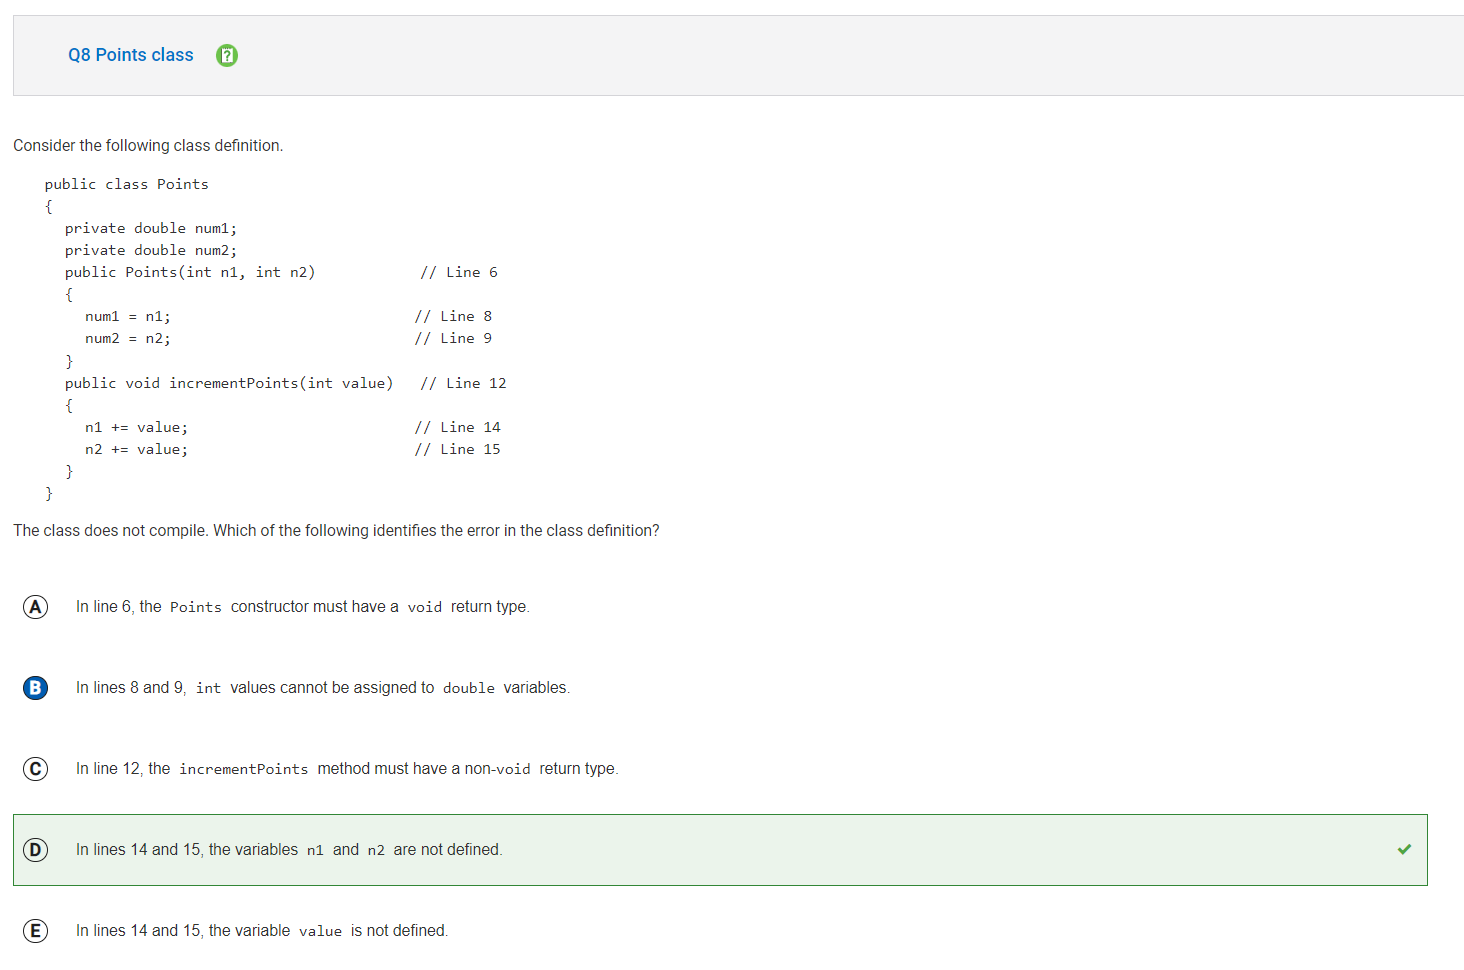 Q8 Points class
Consider the following class definition.
public class Points
{
private double num1;
private double num2;
public Points(int n1, int n2) // Line 6
{
num1 = n1; // Line 8
num2 = n2; // Line 9
}
public void incrementPoints(int value) // Line 12
{
n1 += value; // Line 14
n2 += value; // Line 15
}
}
The class does not compile. Which of the following identifies the error in the class definition?
A In line 6, the Points constructor must have a void return type.
B In lines 8 and 9, int values cannot be assigned to double variables.
C In line 12, the incrementPoints method must have a non-void return type.
D In lines 14 and 15, the variables n1 and n2 are not defined.
E In lines 14 and 15, the variable value is not defined.